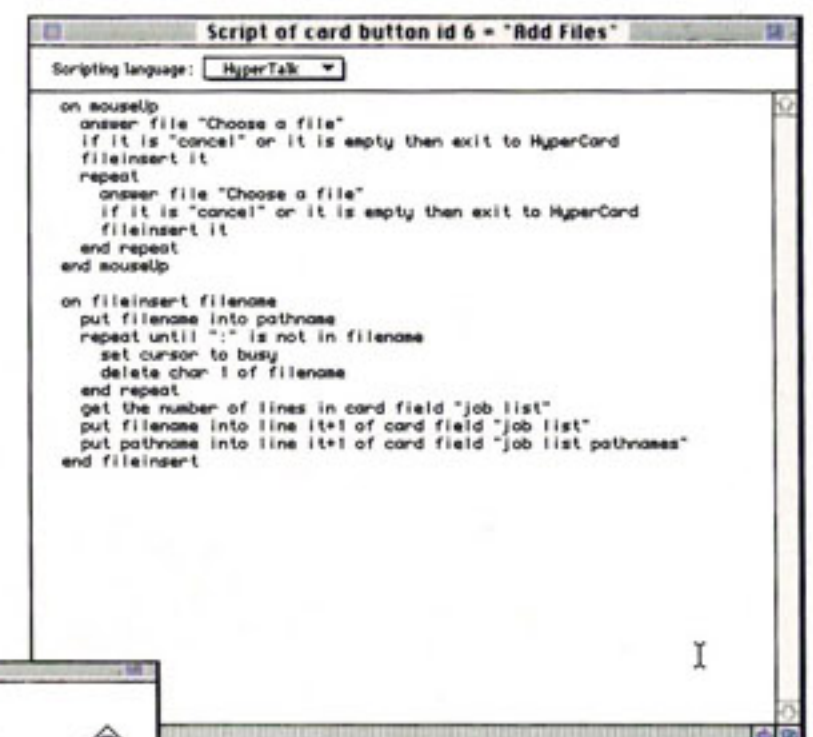 Script of card button id 6 = "Add Files"
Scripting language: HyperTalk
on mouseUp
answer file "Choose a file"
if it is "cancel" or it is empty then exit to HyperCard
fileinsert it
repeat
answer file "Choose a file"
if it is "cancel" or it is empty then exit to HyperCard
fileinsert it
end repeat
end mouseUp
on fileinsert filename
put filename into pathname
repeat until ":" is not in filename
set cursor to busy
delete char 1 of filename
end repeat
get the number of lines in card field "job list"
put filename into line it+1 of card field "job list"
put pathname into line it+1 of card field "job list pathnames"
end fileinsert